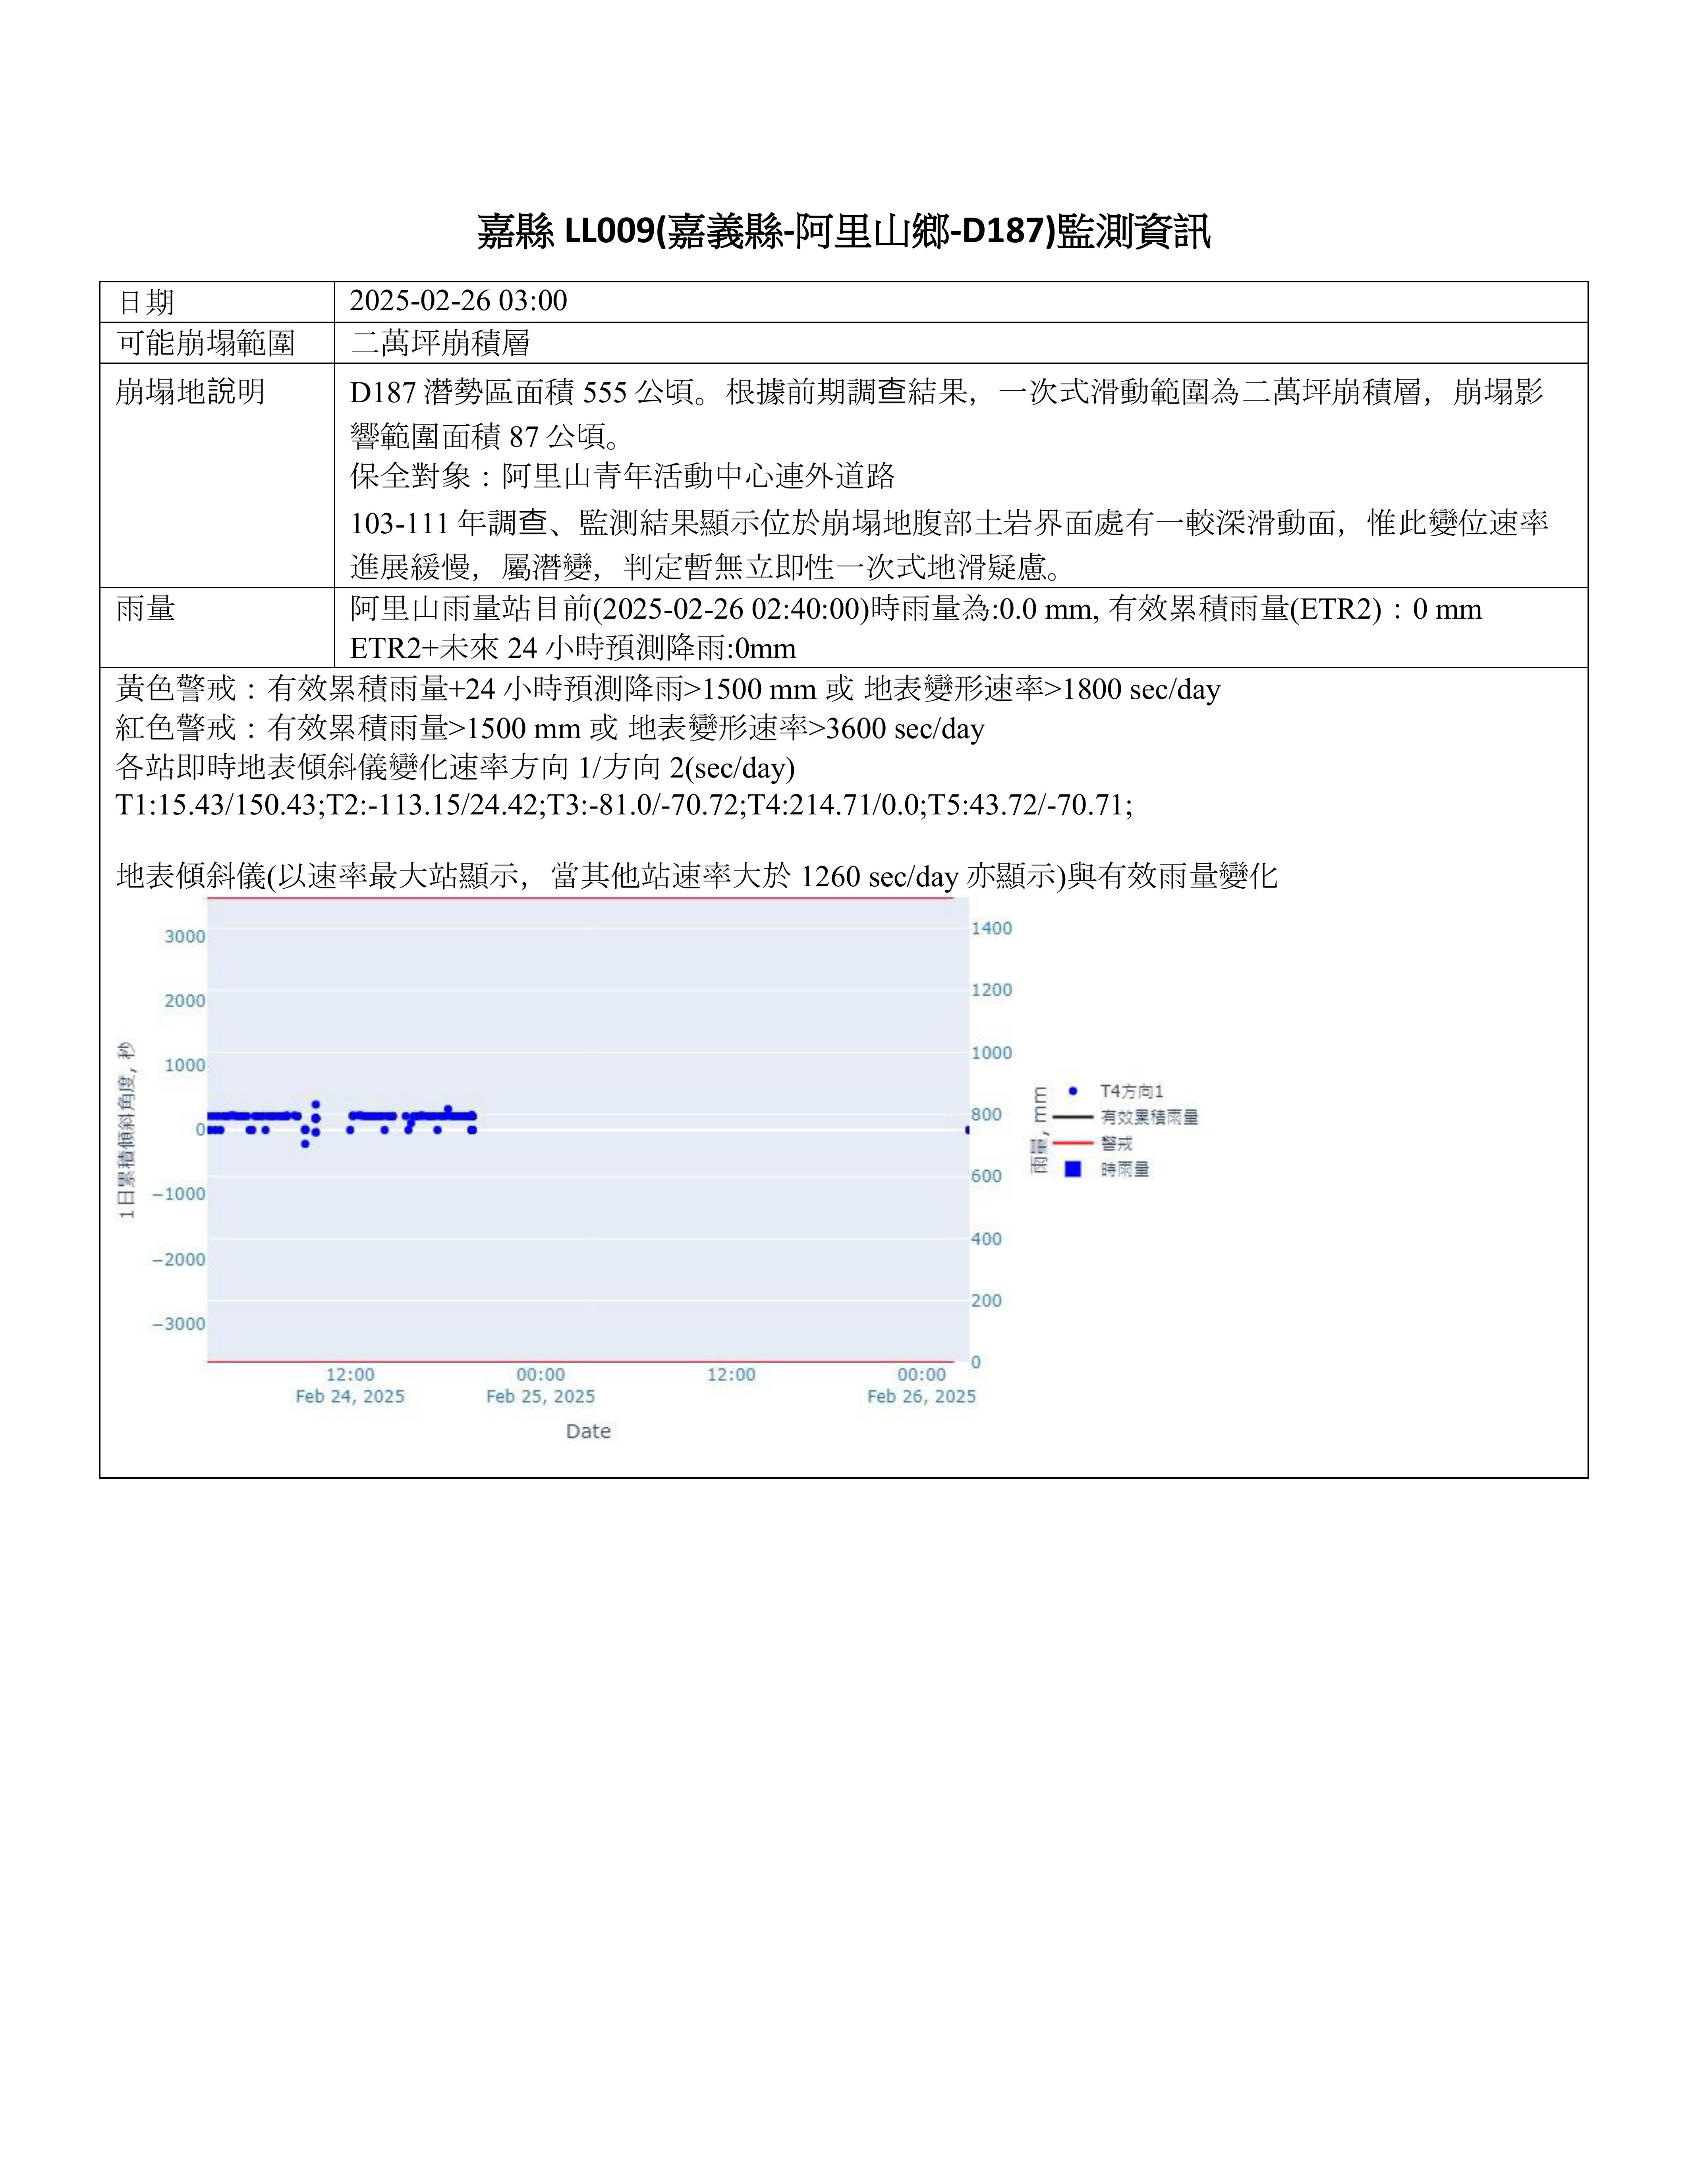 嘉縣 LL009(嘉義縣-阿里山鄉-D187)監測資訊
日期 2025-02-26 03:00
可能崩塌範圍 二萬坪崩積層
崩塌地說明 D187 潛勢區面積 555 公頃。根據前期調查結果，一次式滑動範圍為二萬坪崩積層，崩塌影
響範圍面積 87 公頃。
保全對象：阿里山青年活動中心連外道路
103-111 年調查、監測結果顯示位於崩塌地腹部土岩界面處有一較深滑動面，惟此變位速率
進展緩慢，屬潛變，判定暫無立即性一次式地滑疑慮。
雨量 阿里山雨量站目前(2025-02-26 02:40:00)時雨量為:0.0 mm, 有效累積雨量(ETR2)：0 mm
ETR2+未來 24 小時預測降雨:0mm
黃色警戒：有效累積雨量+24 小時預測降雨>1500 mm 或 地表變形速率>1800 sec/day
紅色警戒：有效累積雨量>1500 mm 或 地表變形速率>3600 sec/day
各站即時地表傾斜儀變化速率方向 1/方向 2(sec/day)
T1:15.43/150.43;T2:-113.15/24.42;T3:-81.0/-70.72;T4:214.71/0.0;T5:43.72/-70.71;
地表傾斜儀(以速率最大站顯示，當其他站速率大於 1260 sec/day 亦顯示)與有效雨量變化
1日累積傾斜角度, 秒
3000
2000
1000
0
−1000
−2000
−3000
1400
1200
1000
800
600
400
200
0
雨量, mm
T4方向1
有效累積雨量
警戒
時雨量
12:00 00:00 12:00 00:00
Feb 24, 2025 Feb 25, 2025 Feb 26, 2025
Date